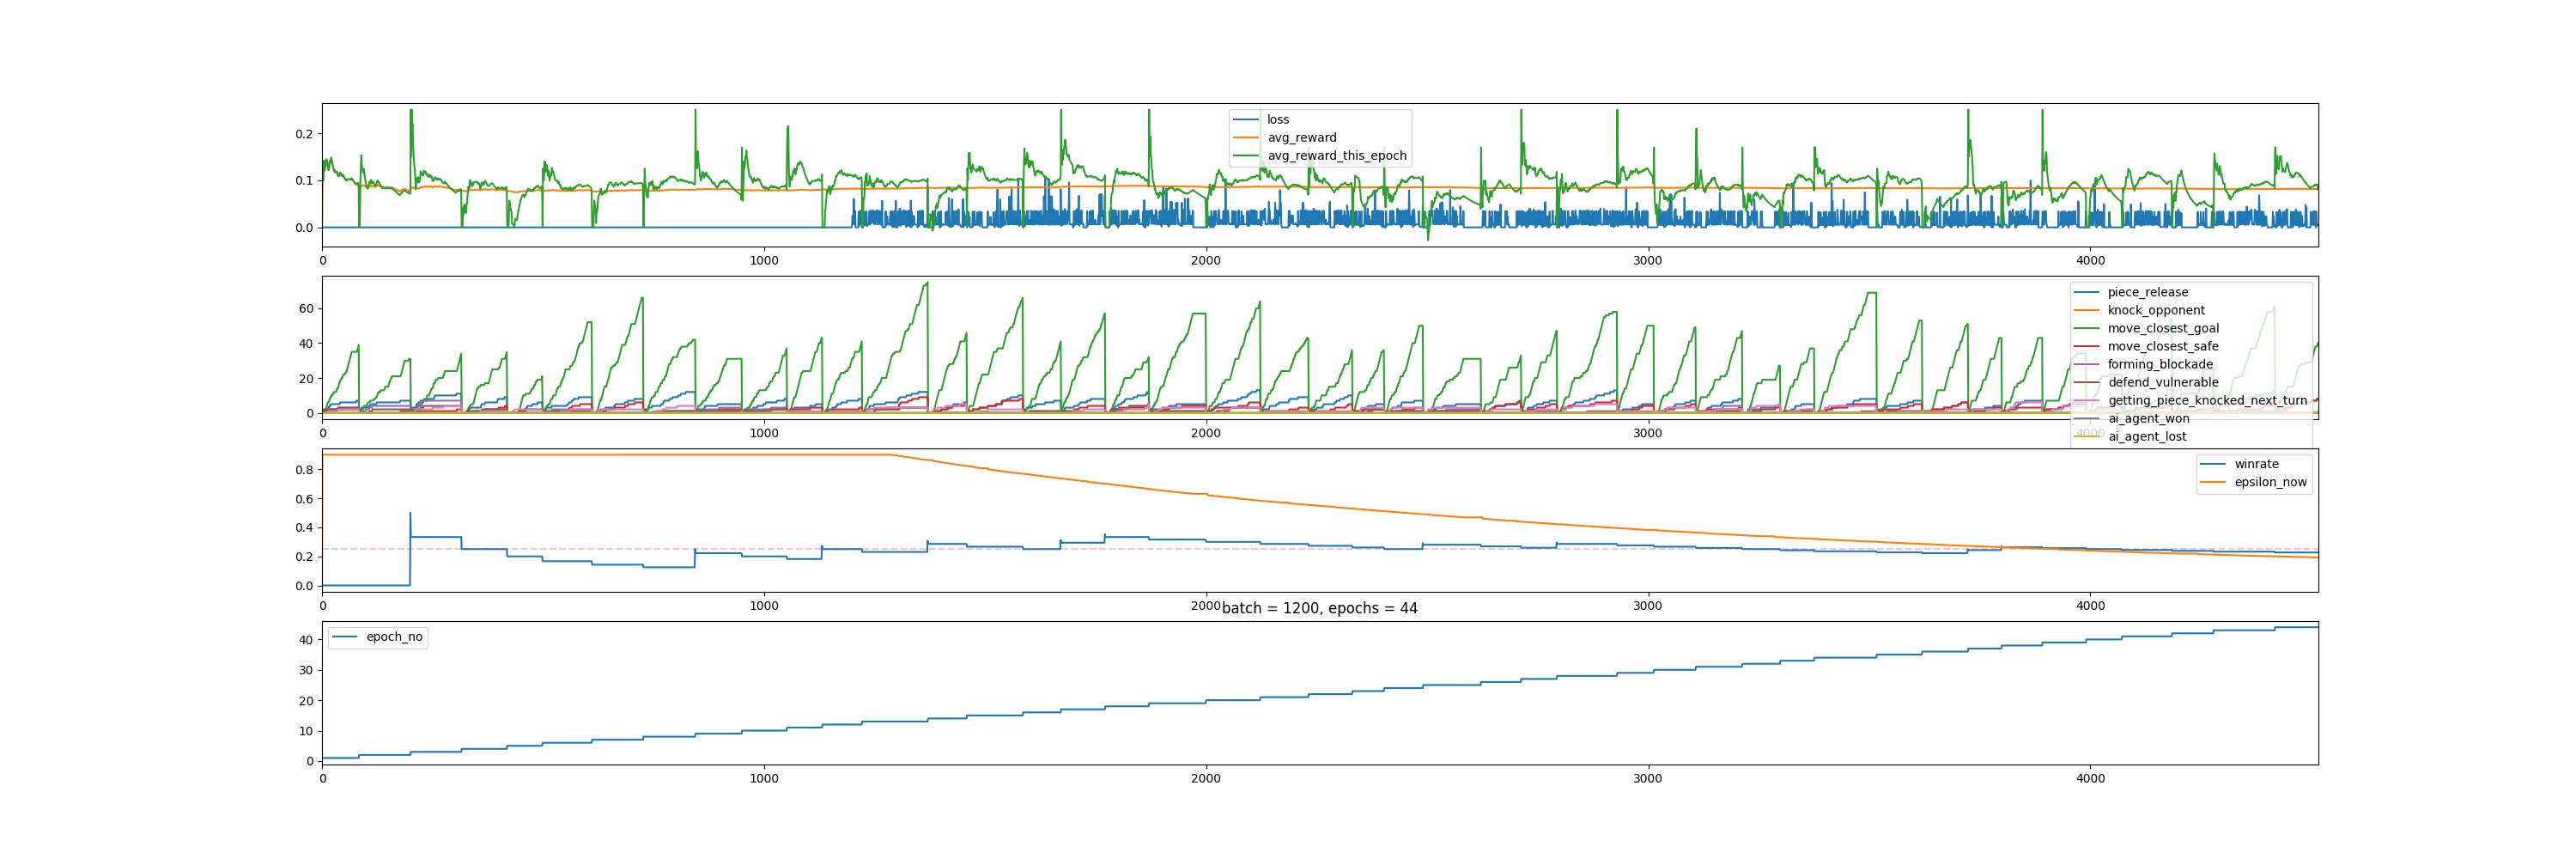 0.2
0.1
0.0
loss
avg_reward
avg_reward_this_epoch
0 1000 2000 3000 4000
60
40
20
0
piece_release
knock_opponent
move_closest_goal
move_closest_safe
forming_blockade
defend_vulnerable
getting_piece_knocked_next_turn
ai_agent_won
ai_agent_lost
0 1000 2000 3000 4000
0.8
0.6
0.4
0.2
0.0
winrate
epsilon_now
0 1000 2000 3000 4000
batch = 1200, epochs = 44
40
30
20
10
0
epoch_no
0 1000 2000 3000 4000